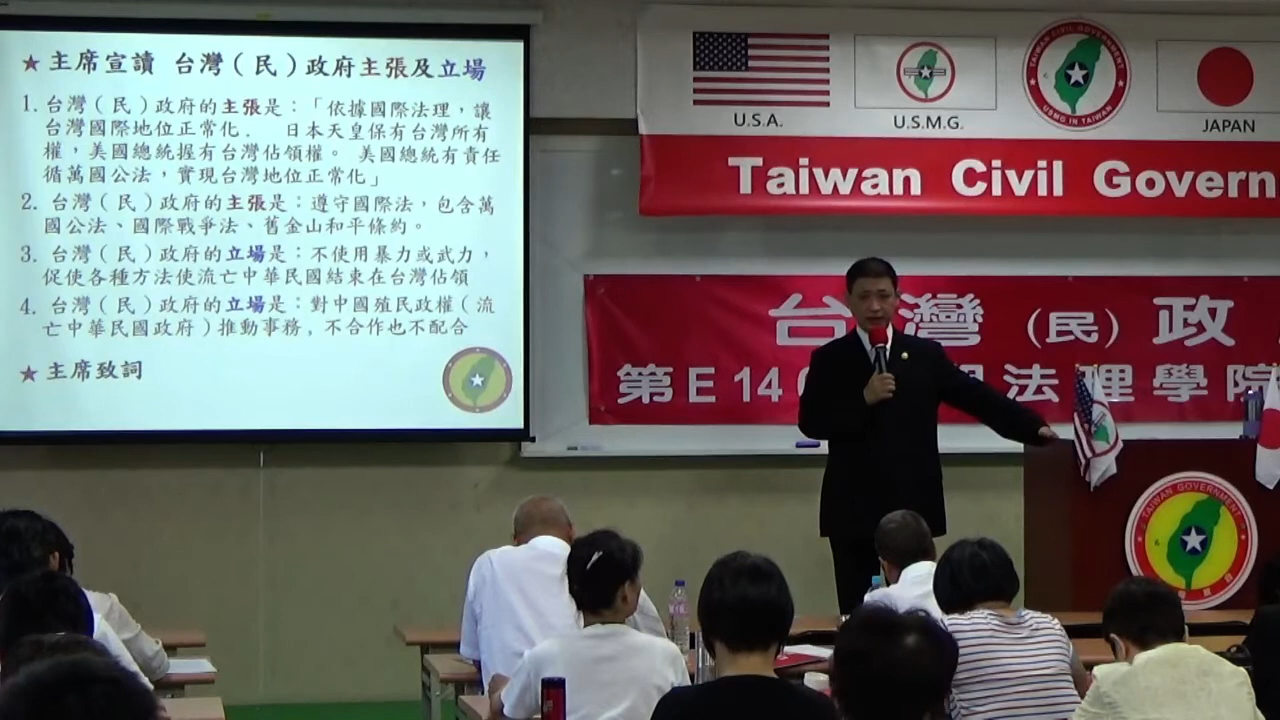 ★ 主席宣讀 台灣（民）政府主張及立場
1. 台灣（民）政府的主張是：「依據國際法理，讓
台灣國際地位正常化． 日本天皇保有台灣所有
權，美國總統握有台灣佔領權。 美國總統有責任
循萬國公法，實現台灣地位正常化」
2. 台灣（民）政府的主張是：遵守國際法，包含萬
國公法、國際戰爭法、舊金山和平條約。
3. 台灣（民）政府的立場是：不使用暴力或武力，
促使各種方法使流亡中華民國結束在台灣佔領
4. 台灣（民）政府的立場是：對中國殖民政權（流
亡中華民國政府）推動事務，不合作也不配合
★ 主席致詞
U.S.A.
U.S.M.G.
TAIWAN CIVIL GOVERNMENT
USMG IN TAIWAN
JAPAN
Taiwan Civil Govern
台灣（民）政
第E14
法理學院
TAIWAN GOVERNMENT